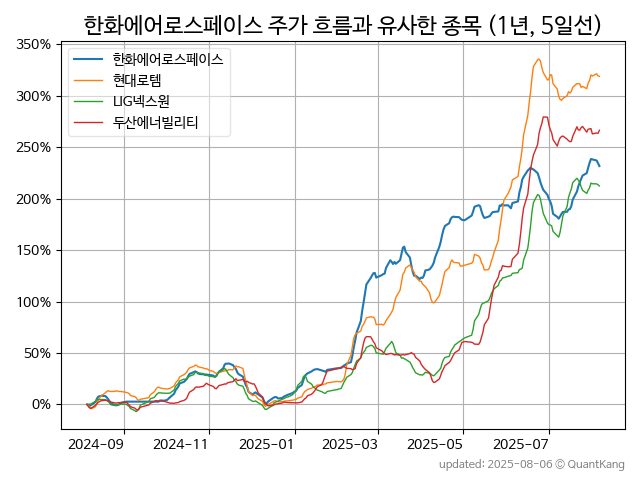 한화에어로스페이스 주가 흐름과 유사한 종목 (1년, 5일선)
350%
300%
250%
200%
150%
100%
50%
0%
한화에어로스페이스
현대로템
LIG넥스원
두산에너빌리티
2024-09
2024-11
2025-01
2025-03
2025-05
2025-07
updated: 2025-08-06 © QuantKang